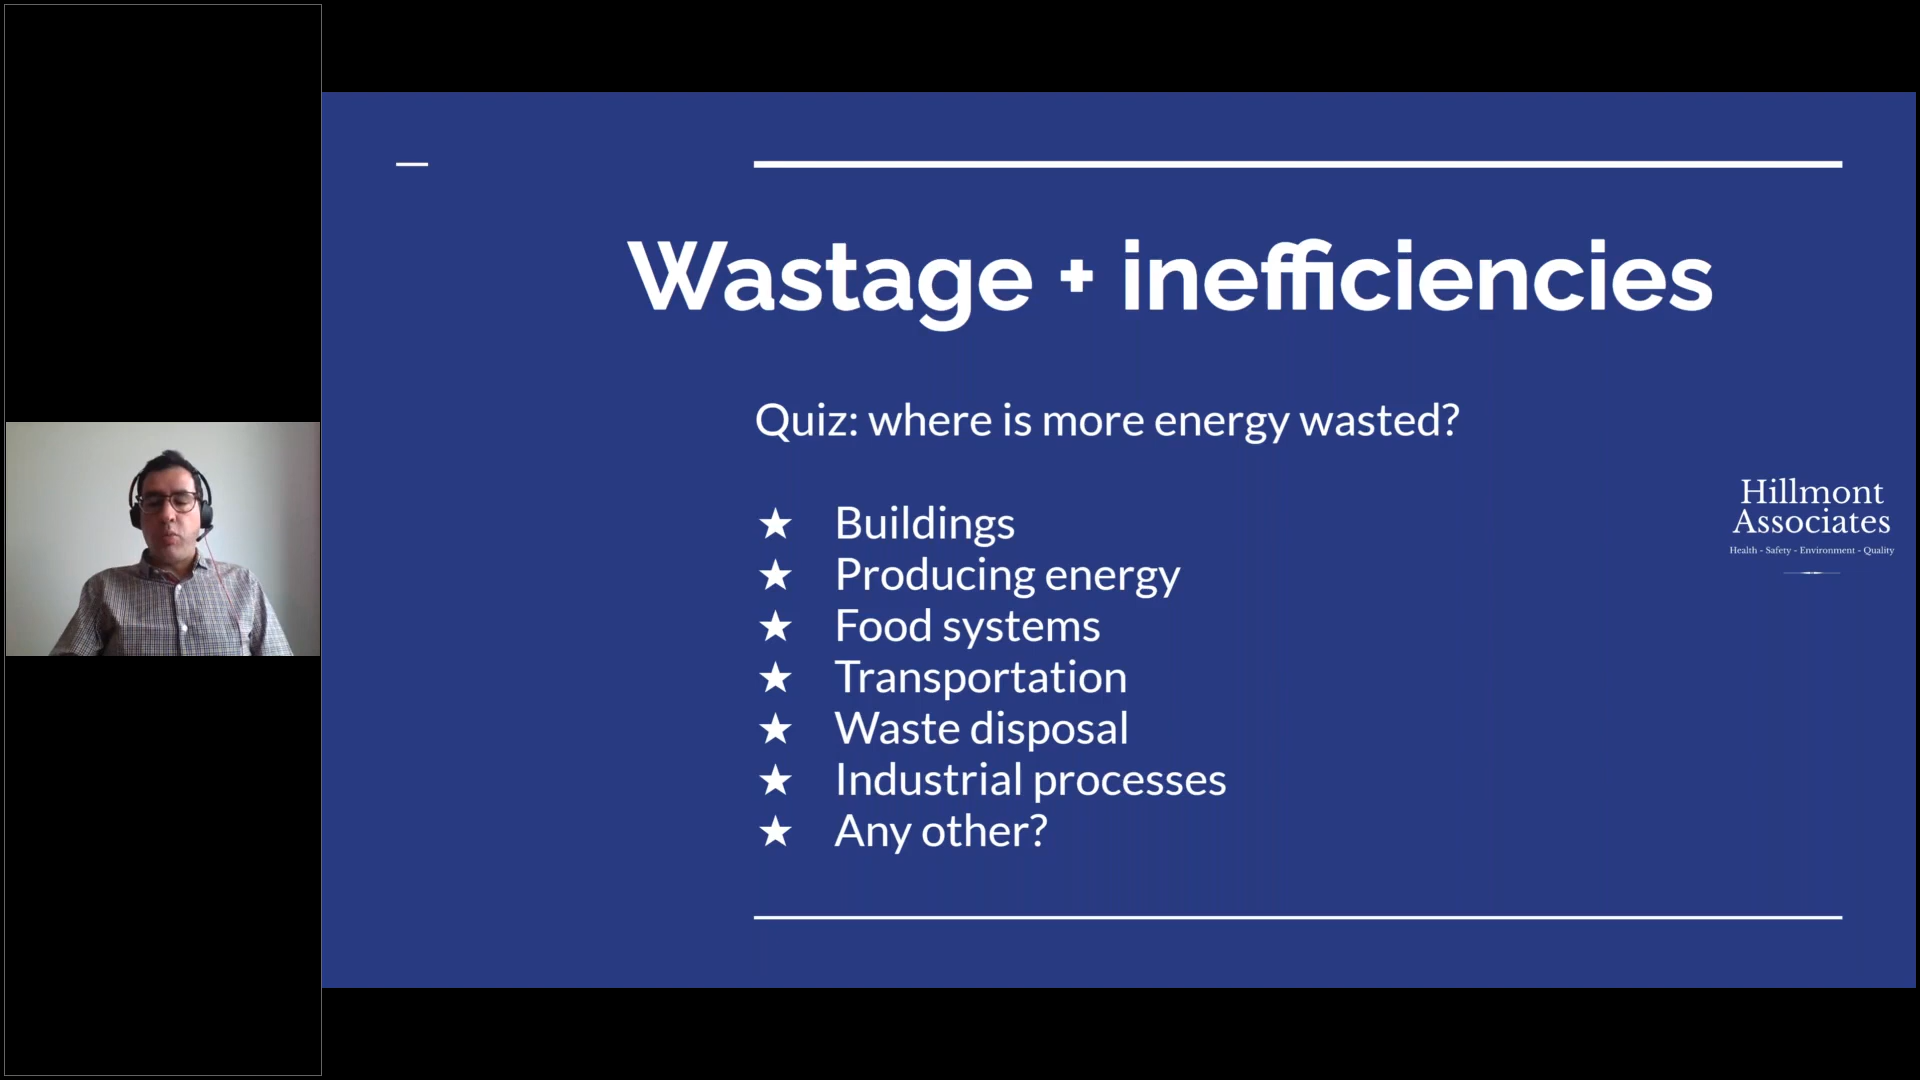 Wastage + inefficiencies
Quiz: where is more energy wasted?
★ Buildings
★ Producing energy
★ Food systems
★ Transportation
★ Waste disposal
★ Industrial processes
★ Any other?
Hillmont
Associates
Health - Safety - Environment - Quality